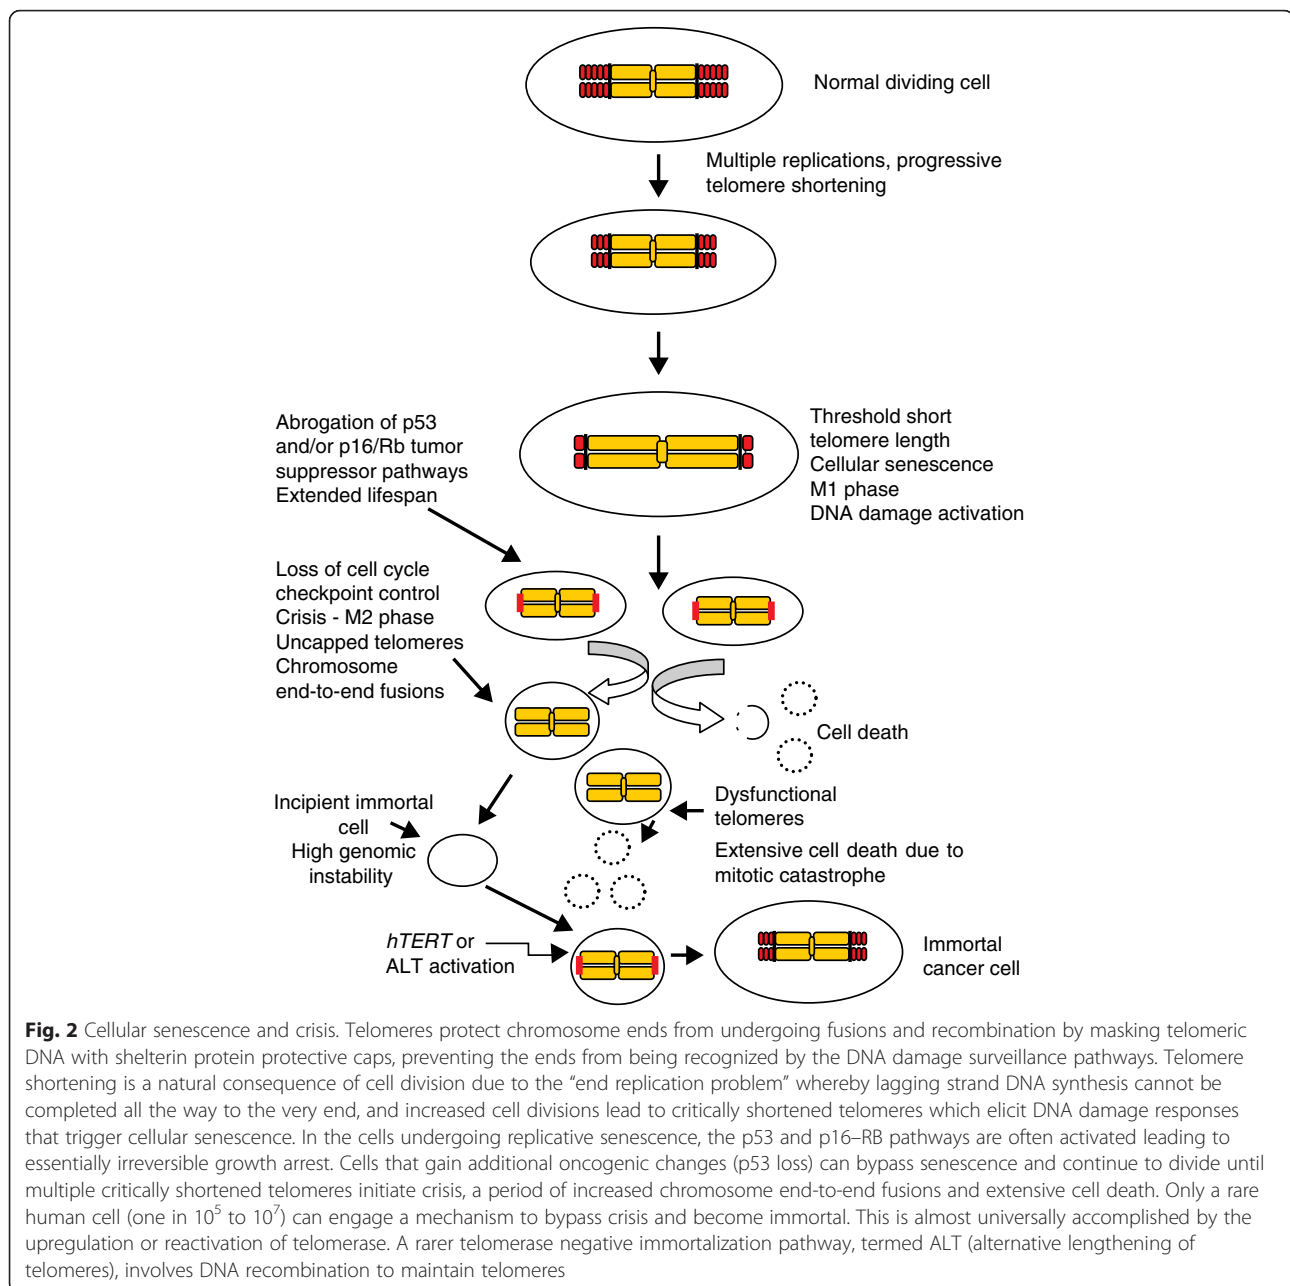 Normal dividing cell
Multiple replications, progressive
telomere shortening
Threshold short
telomere length
Cellular senescence
M1 phase
DNA damage activation
Abrogation of p53
and/or p16/Rb tumor
suppressor pathways
Extended lifespan
Loss of cell cycle
checkpoint control
Crisis - M2 phase
Uncapped telomeres
Chromosome
end-to-end fusions
Cell death
Dysfunctional
telomeres
Extensive cell death due to
mitotic catastrophe
Incipient immortal
cell
High genomic
instability
hTERT or
ALT activation
Immortal
cancer cell
Fig. 2 Cellular senescence and crisis. Telomeres protect chromosome ends from undergoing fusions and recombination by masking telomeric
DNA with shelterin protein protective caps, preventing the ends from being recognized by the DNA damage surveillance pathways. Telomere
shortening is a natural consequence of cell division due to the “end replication problem” whereby lagging strand DNA synthesis cannot be
completed all the way to the very end, and increased cell divisions lead to critically shortened telomeres which elicit DNA damage responses
that trigger cellular senescence. In the cells undergoing replicative senescence, the p53 and p16–RB pathways are often activated leading to
essentially irreversible growth arrest. Cells that gain additional oncogenic changes (p53 loss) can bypass senescence and continue to divide until
multiple critically shortened telomeres initiate crisis, a period of increased chromosome end-to-end fusions and extensive cell death. Only a rare
human cell (one in 10⁵ to 10⁷) can engage a mechanism to bypass crisis and become immortal. This is almost universally accomplished by the
upregulation or reactivation of telomerase. A rarer telomerase negative immortalization pathway, termed ALT (alternative lengthening of
telomeres), involves DNA recombination to maintain telomeres